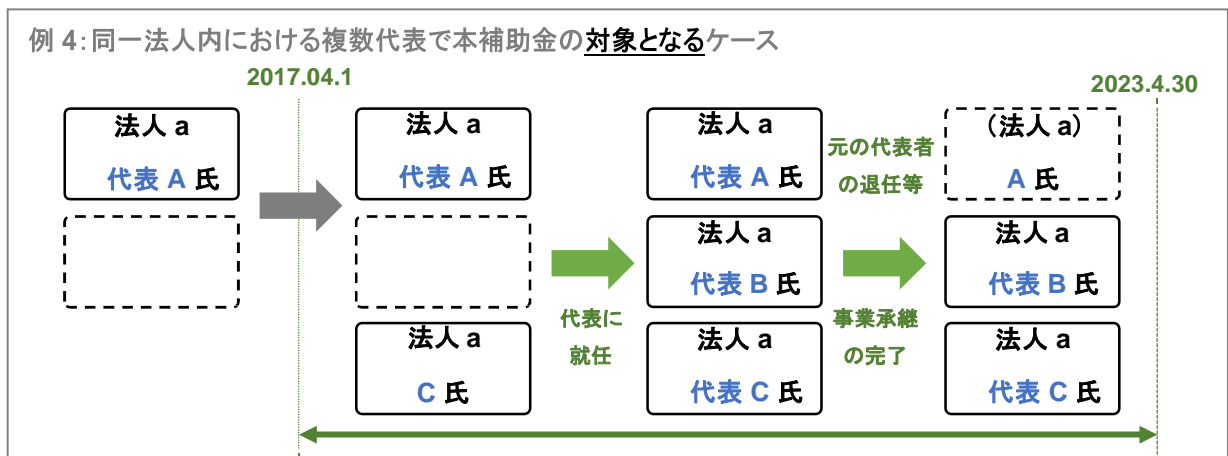 例 4：同一法人内における複数代表で本補助金の対象となるケース
2017.04.1
2023.4.30
法人 a
代表 A 氏
法人 a
代表 A 氏
法人 a
C 氏
代表に
就任
法人 a
代表 A 氏
法人 a
代表 B 氏
法人 a
代表 C 氏
元の代表者
の退任等
事業承継
の完了
（法人 a）
A 氏
法人 a
代表 B 氏
法人 a
代表 C 氏